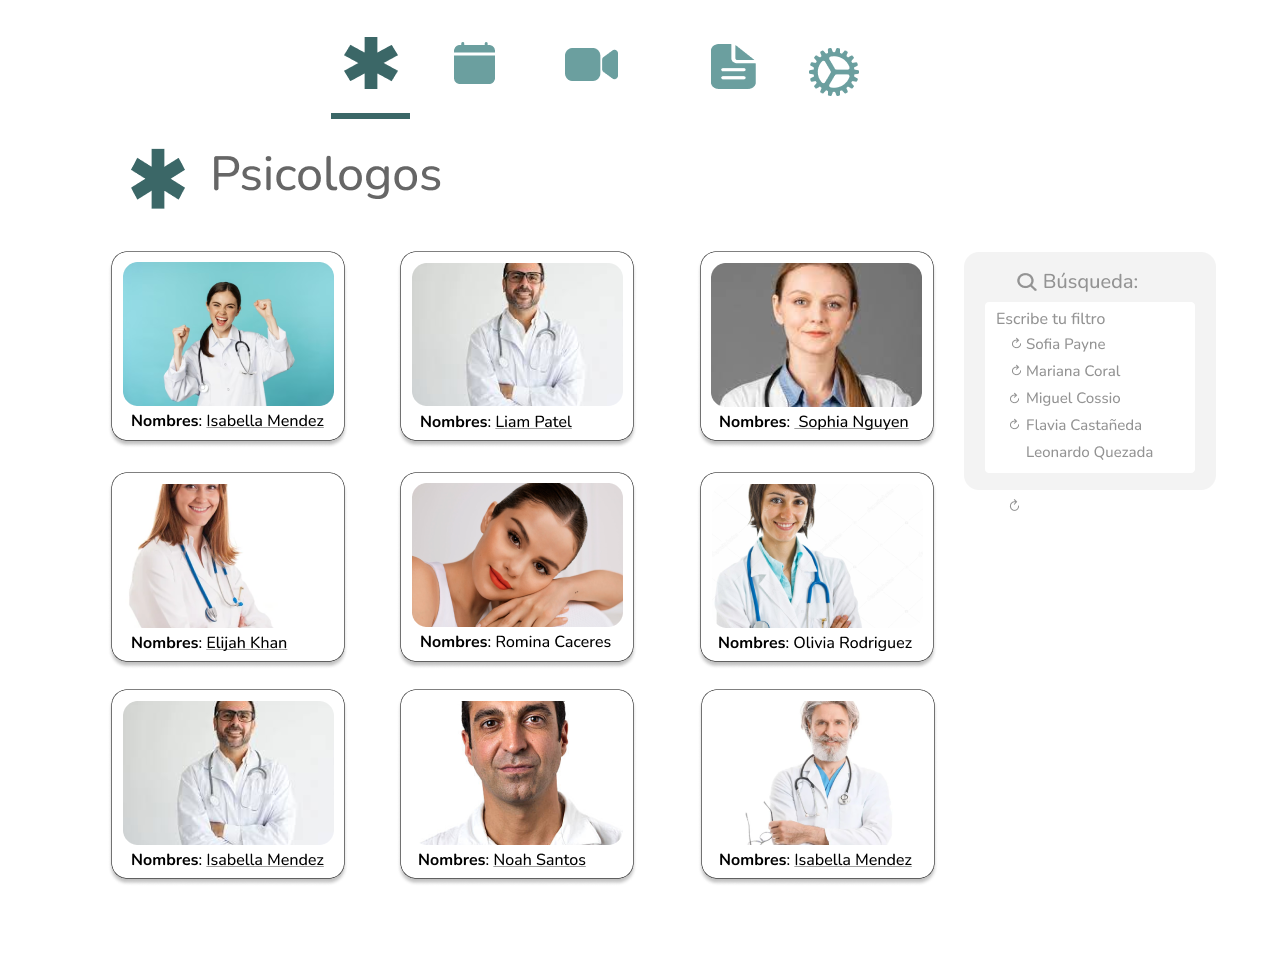 Psicologos
Nombres: Isabella Mendez
Nombres: Liam Patel
Nombres: Sophia Nguyen
Búsqueda:
Escribe tu filtro
Sofia Payne
Mariana Coral
Miguel Cossio
Flavia Castañeda
Leonardo Quezada
Nombres: Elijah Khan
Nombres: Romina Caceres
Nombres: Olivia Rodriguez
Nombres: Isabella Mendez
Nombres: Noah Santos
Nombres: Isabella Mendez